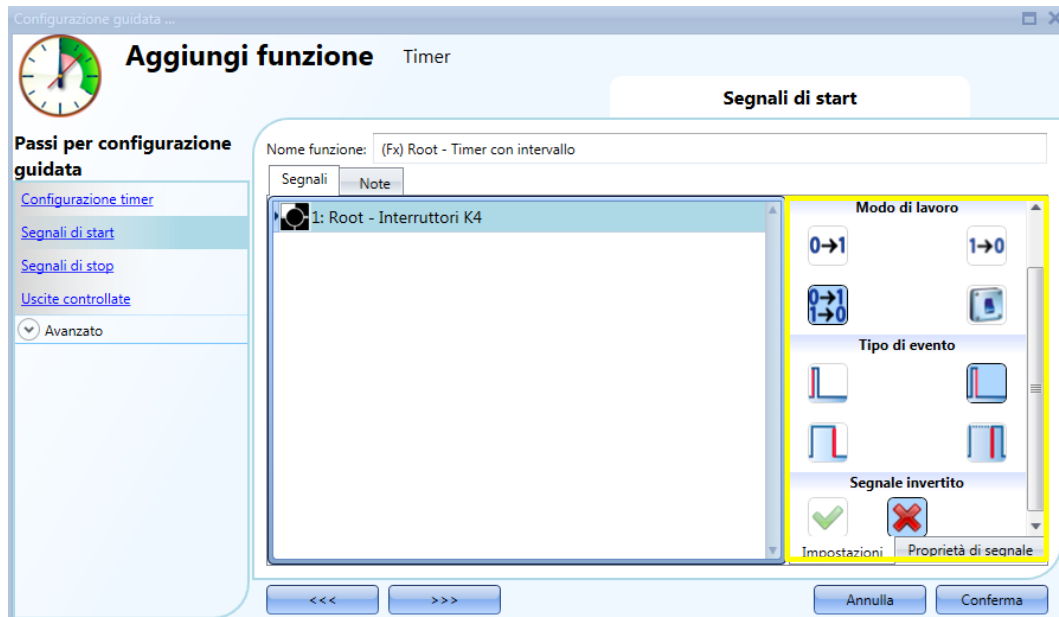 Configurazione guidata ...
Aggiungi funzione Timer
Segnali di start
Passi per configurazione
guidata
Configurazione timer
Segnali di start
Segnali di stop
Uscite controllate
Avanzato
Nome funzione: (Fx) Root - Timer con intervallo
Segnali Note
1: Root - Interruttori K4
Modo di lavoro
0→1 1→0
0→1
1→0
Tipo di evento
Segnale invertito
Impostazioni Proprietà di segnale
<<< >>> Annulla Conferma